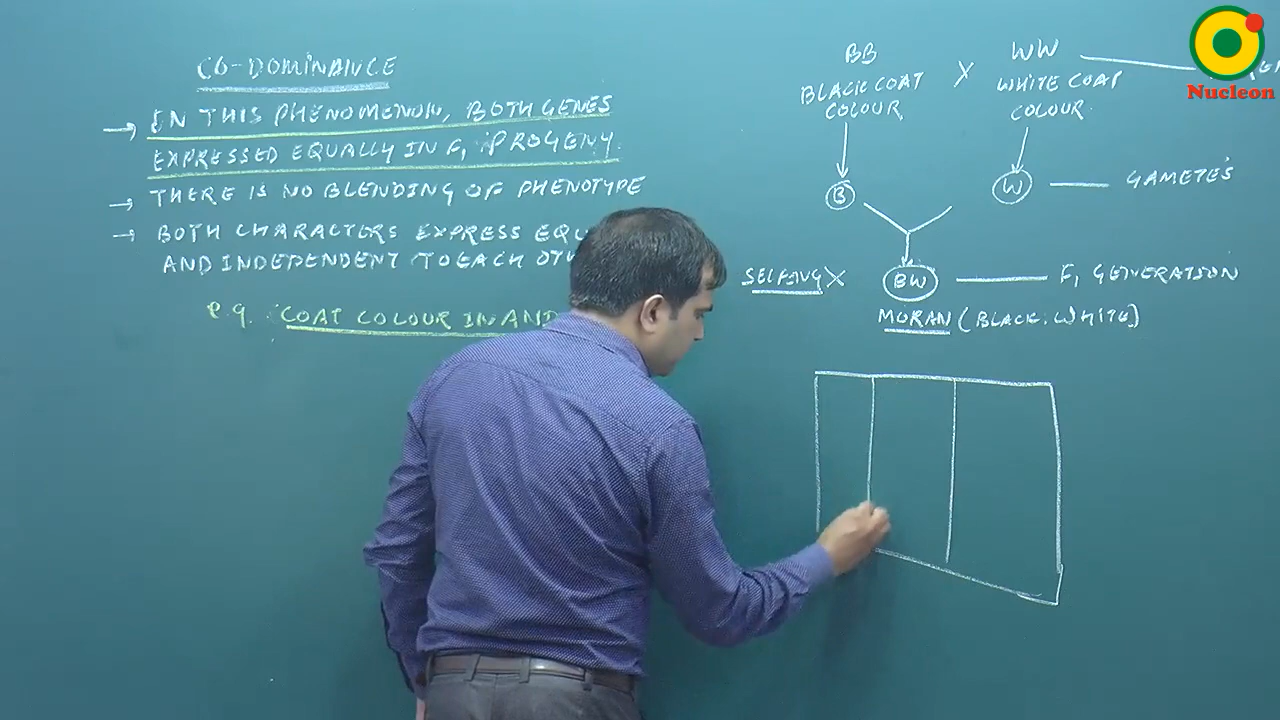 CO-DOMINANCE
→ IN THIS PHENOMENON, BOTH GENES
EXPRESSED EQUALLY IN F₁ PROGENY.
→ THERE IS NO BLENDING OF PHENOTYPE
→ BOTH CHARACTERS EXPRESS
AND INDEPENDENT TO EACH
e.g. COAT COLOUR IN
BB × WW
BLACK COAT WHITE COAT
COLOUR COLOUR.
B W GAMETES
SELFING × BW F₁ GENERATION
MORAN (BLACK. WHITE)
Nucleon